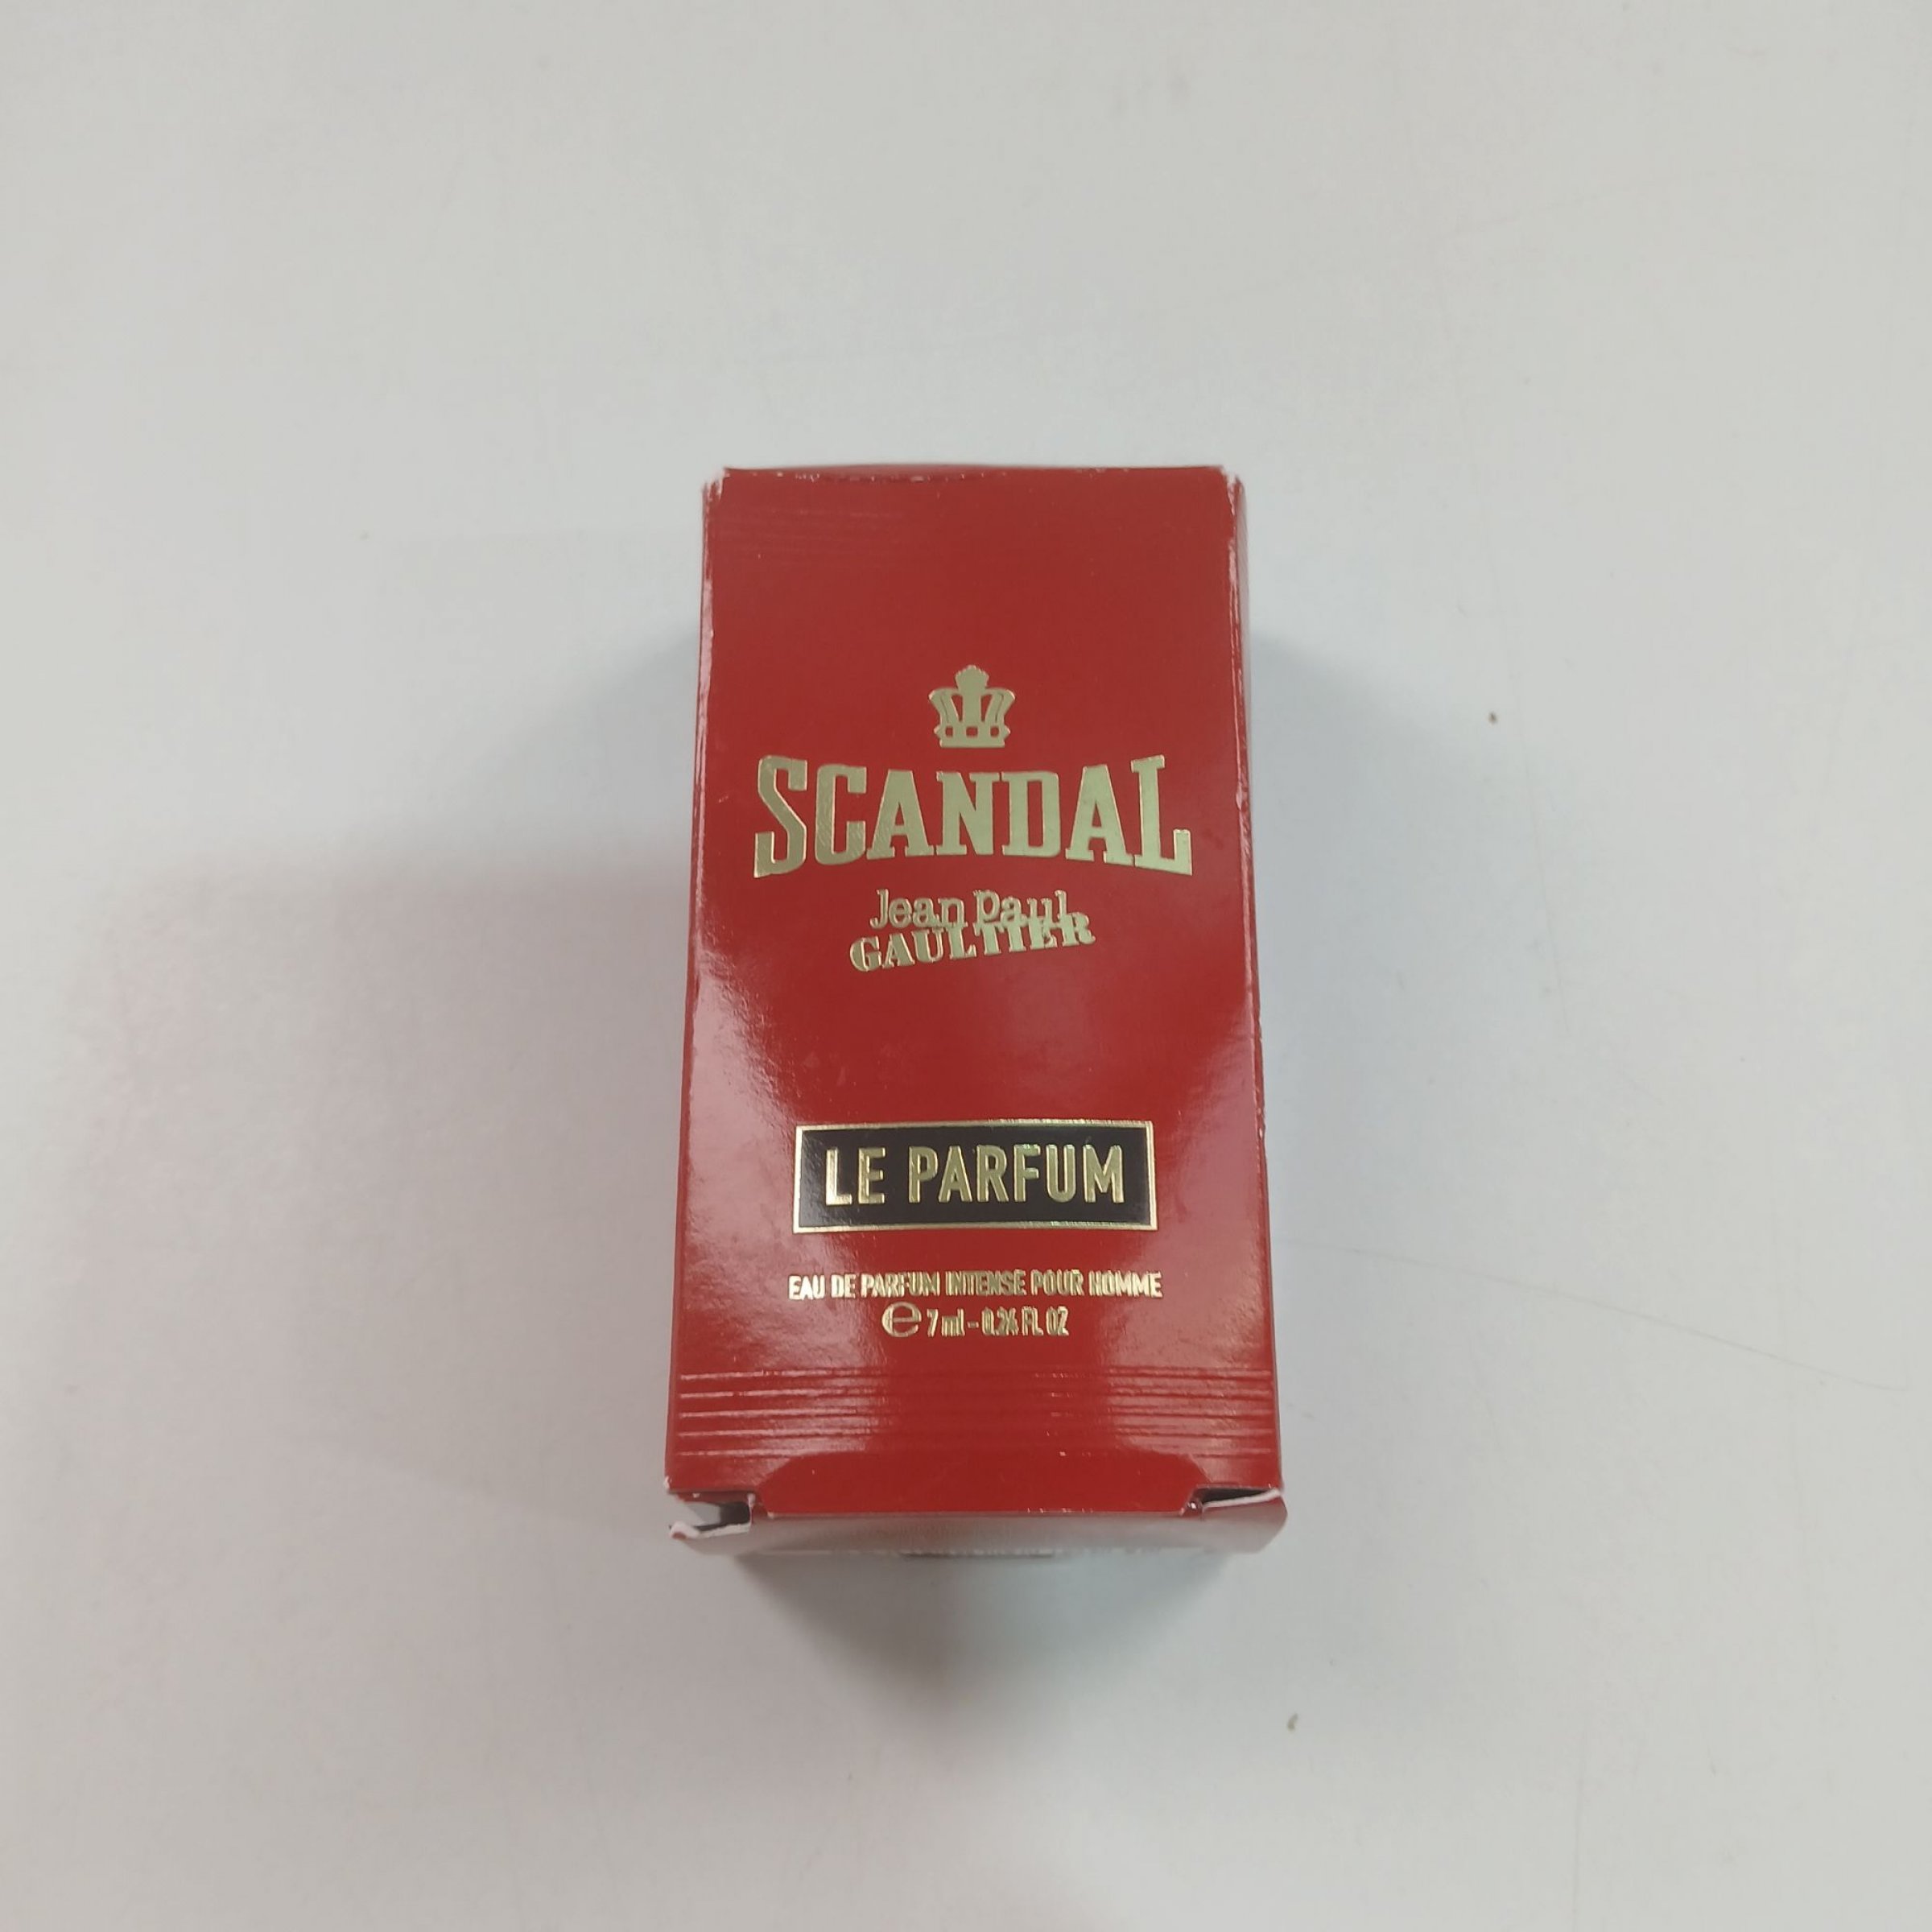 SCANDAL
Jean Paul
GAULTIER
LE PARFUM
EAU DE PARFUM INTENSE POUR HOMME
e 7 ml - 0.24 FL. OZ